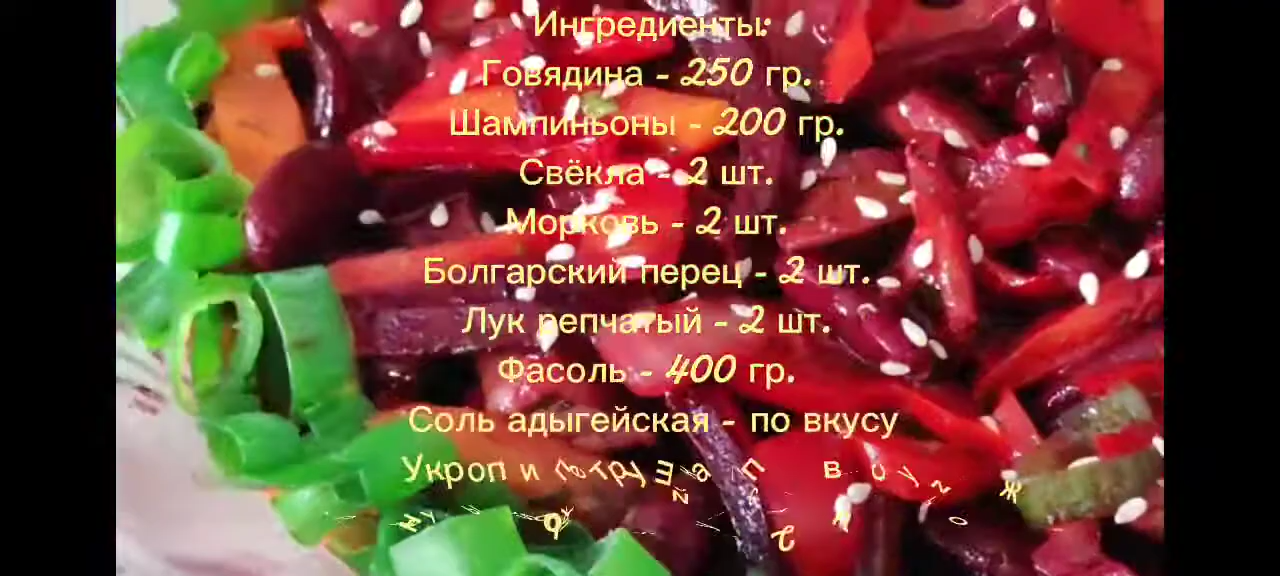 Ингредиенты:
Говядина - 250 гр.
Шампиньоны - 200 гр.
Свёкла - 2 шт.
Морковь - 2 шт.
Болгарский перец - 2 шт.
Лук репчатый - 2 шт.
Фасоль - 400 гр.
Соль адыгейская - по вкусу
Укроп и